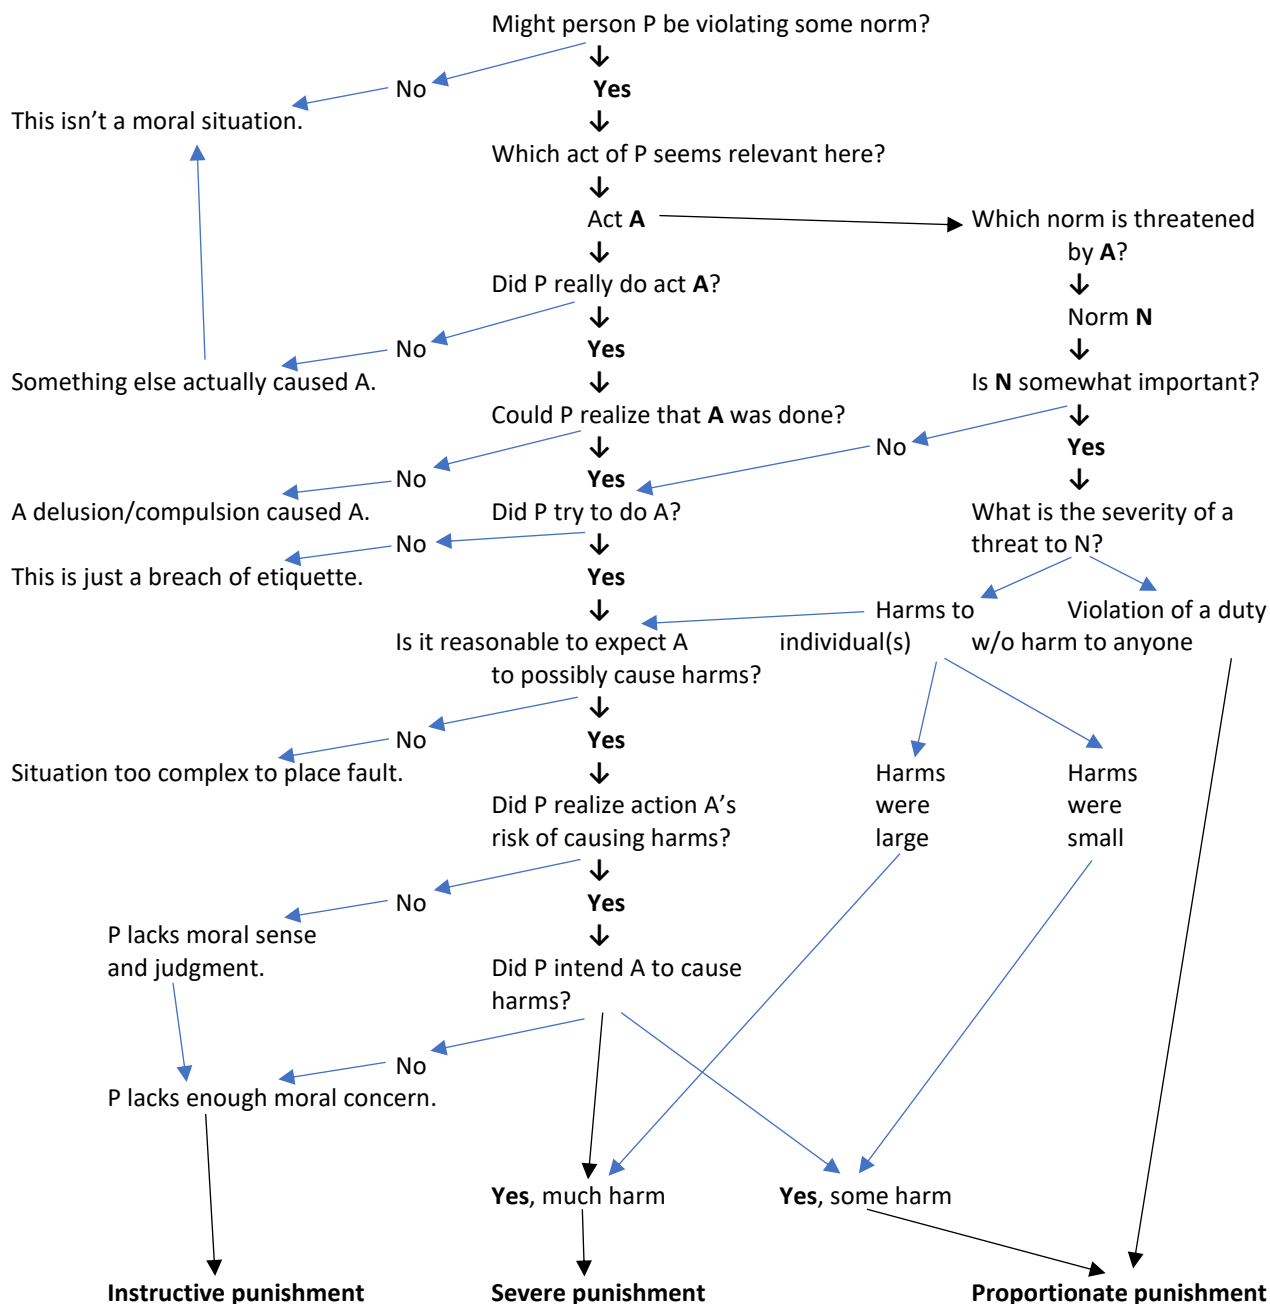 Might person P be violating some norm?
No
Yes
This isn’t a moral situation.
Which act of P seems relevant here?
Act A
Which norm is threatened
by A?
Did P really do act A?
Norm N
No
Yes
Something else actually caused A.
Is N somewhat important?
Could P realize that A was done?
No
Yes
No
Yes
A delusion/compulsion caused A.
Did P try to do A?
What is the severity of a
threat to N?
No
This is just a breach of etiquette.
Yes
Harms to
individual(s)
Violation of a duty
w/o harm to anyone
Is it reasonable to expect A
to possibly cause harms?
No
Yes
Situation too complex to place fault.
Harms
were
large
Harms
were
small
Did P realize action A’s
risk of causing harms?
No
Yes
P lacks moral sense
and judgment.
Did P intend A to cause
harms?
No
P lacks enough moral concern.
Yes, much harm
Yes, some harm
Instructive punishment
Severe punishment
Proportionate punishment